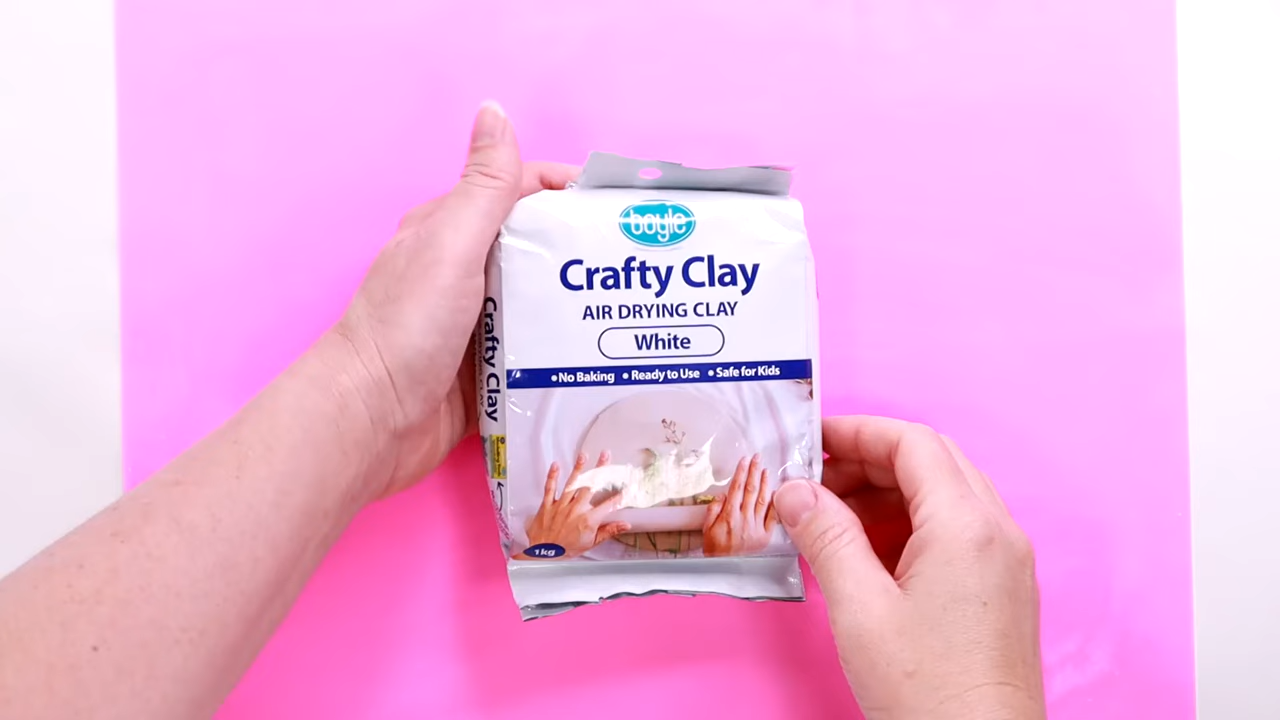 boyle
Crafty Clay
AIR DRYING CLAY
White
•No Baking •Ready to Use •Safe for Kids
1kg
Crafty Clay